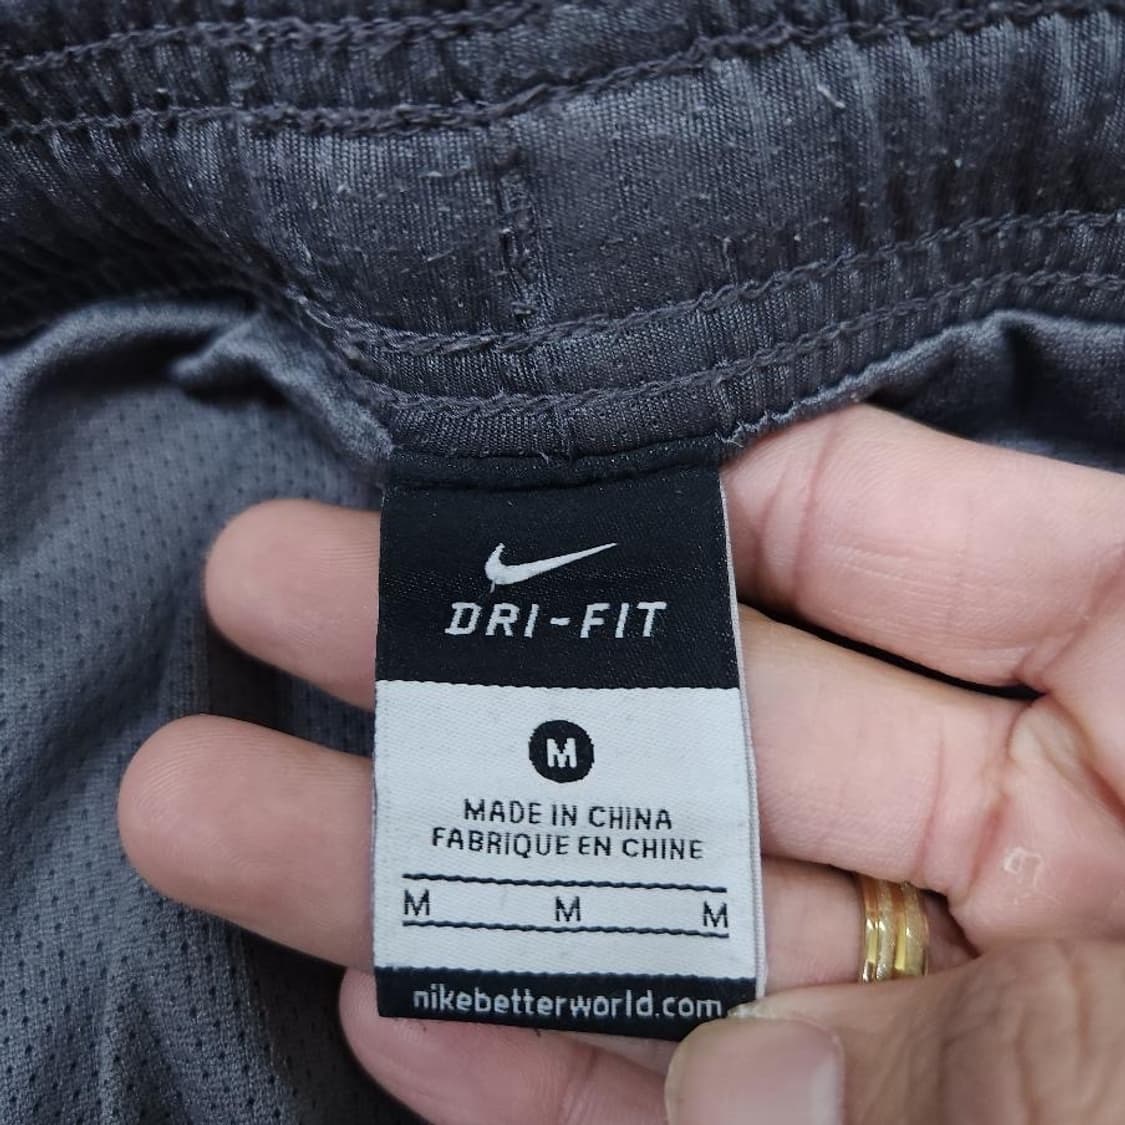 DRI-FIT
M
MADE IN CHINA
FABRIQUE EN CHINE
M M M
nikebetterworld.com